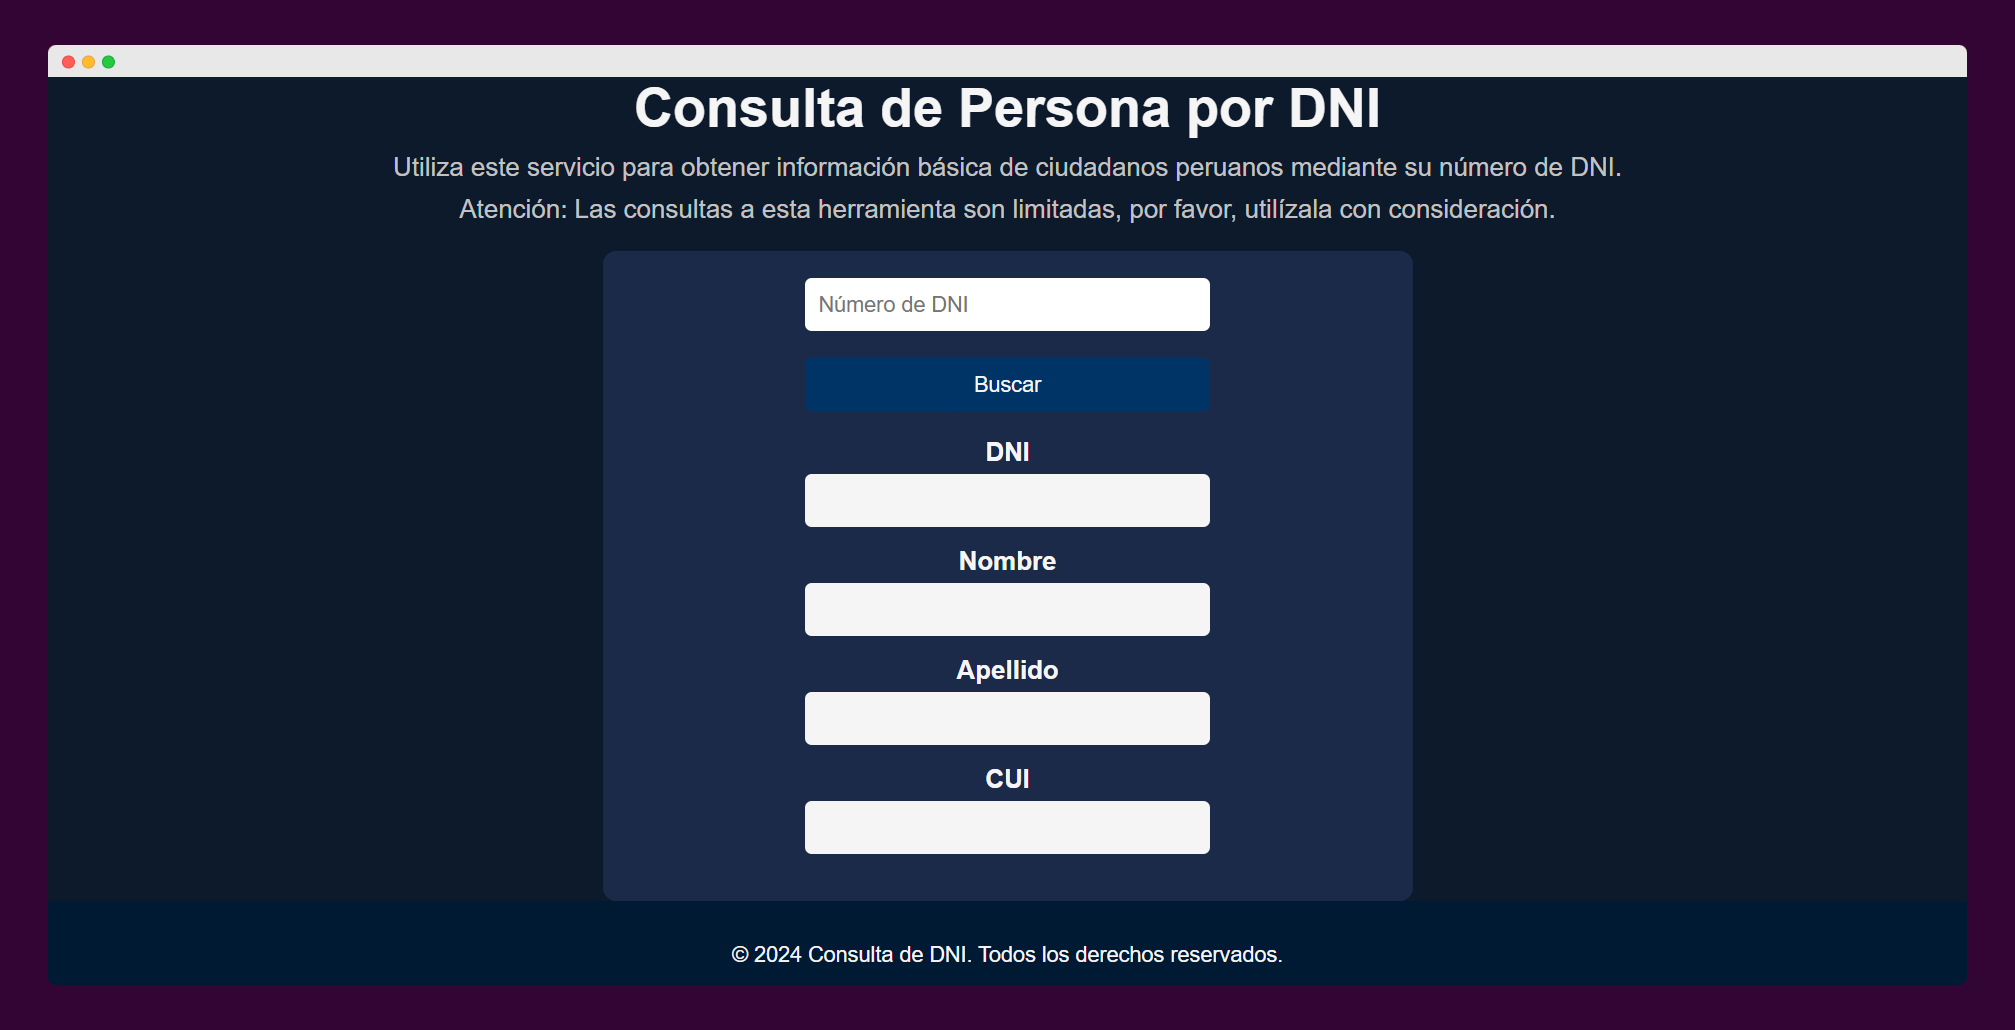 Consulta de Persona por DNI
Utiliza este servicio para obtener información básica de ciudadanos peruanos mediante su número de DNI.
Atención: Las consultas a esta herramienta son limitadas, por favor, utilízala con consideración.
Número de DNI
Buscar
DNI
Nombre
Apellido
CUI
© 2024 Consulta de DNI. Todos los derechos reservados.